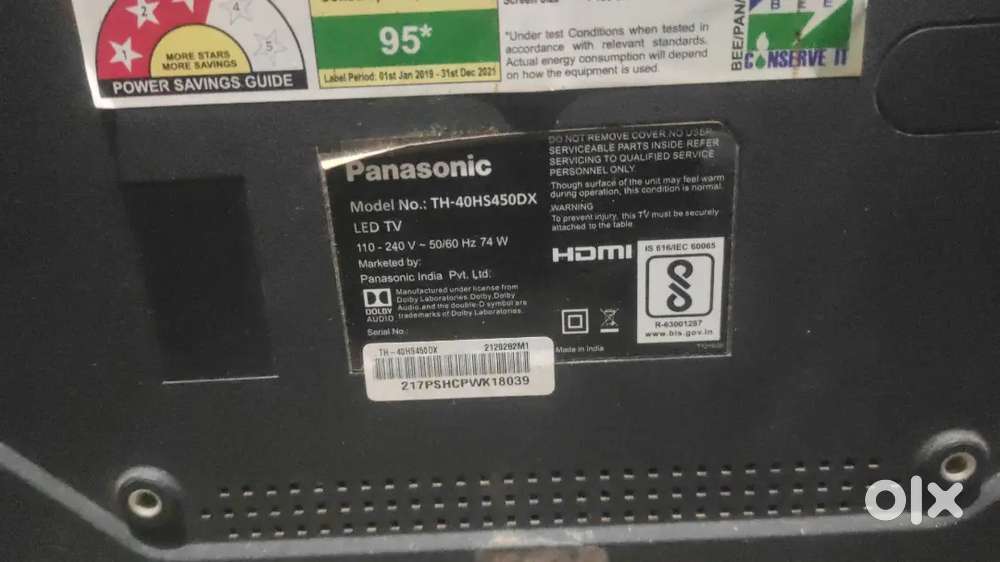 2
4
1
5
MORE STARS
MORE SAVINGS
POWER SAVINGS GUIDE
95*
Label Period: 01st Jan 2019 - 31st Dec 2021
*Under test Conditions when tested in
accordance with relevant standards.
Actual energy consumption will depend
on how the equipment is used.
BEE/PANA
B E E
CONSERVE IT
Panasonic
Model No.: TH-40HS450DX
LED TV
110 - 240 V ~ 50/60 Hz 74 W
Marketed by:
Panasonic India Pvt. Ltd:
DOLBY
AUDIO
Manufactured under license from
Dolby Laboratories. Dolby, Dolby
Audio and the double-D symbol are
trademarks of Dolby Laboratories.
Serial No.:
DO NOT REMOVE COVER.NO USER
SERVICEABLE PARTS INSIDE REFER
SERVICING TO QUALIFIED SERVICE
PERSONNEL ONLY.
Though surface of the unit may feel warm
during operation, this condition is normal.
WARNING
To prevent injury, this TV must be securely
attached to the table.
HDMI
IS 616/IEC 60065
R-63001287
www.bis.gov.in
Made in India
TH-40HS450DX 2120282M1
217PSHCPWK18039
olx